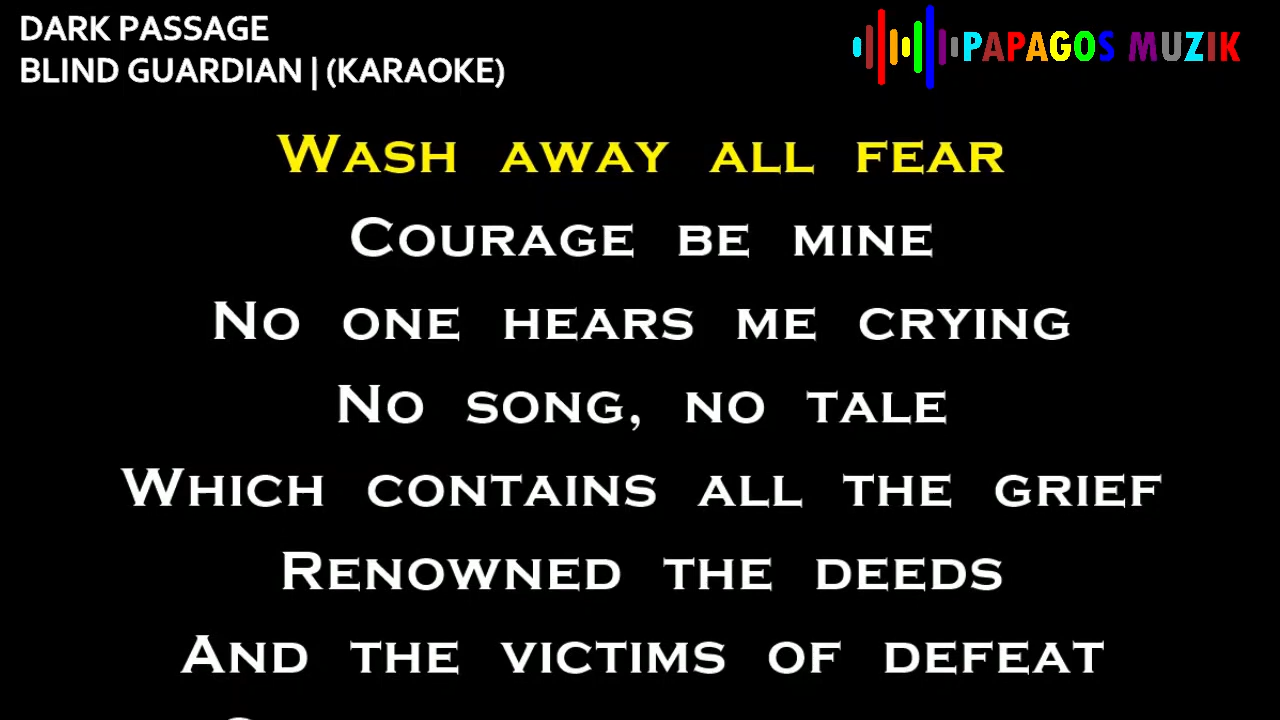 DARK PASSAGE
BLIND GUARDIAN | (KARAOKE)
PAPAGOS MUZIK
WASH AWAY ALL FEAR
COURAGE BE MINE
NO ONE HEARS ME CRYING
NO SONG, NO TALE
WHICH CONTAINS ALL THE GRIEF
RENOWNED THE DEEDS
AND THE VICTIMS OF DEFEAT